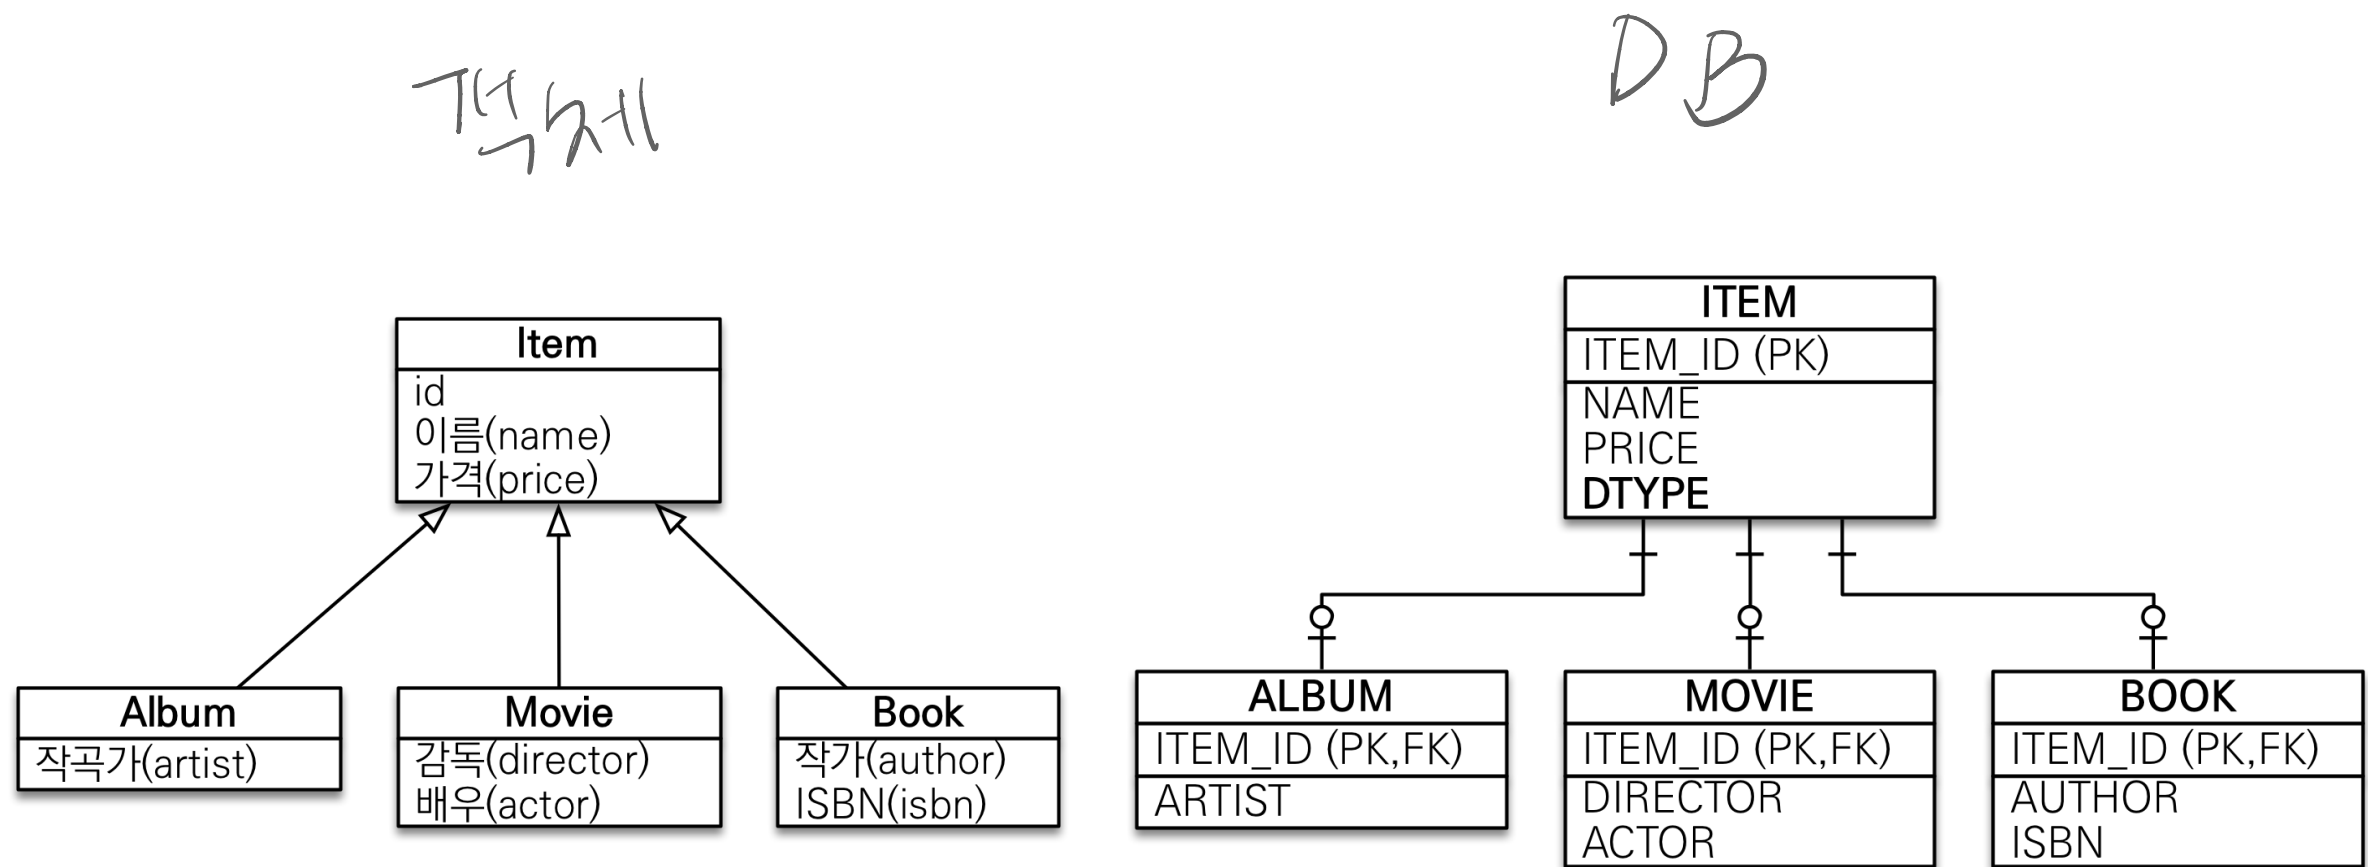 객체
DB
Item
id
이름(name)
가격(price)
Album
작곡가(artist)
Movie
감독(director)
배우(actor)
Book
작가(author)
ISBN(isbn)
ITEM
ITEM_ID (PK)
NAME
PRICE
DTYPE
ALBUM
ITEM_ID (PK,FK)
ARTIST
MOVIE
ITEM_ID (PK,FK)
DIRECTOR
ACTOR
BOOK
ITEM_ID (PK,FK)
AUTHOR
ISBN